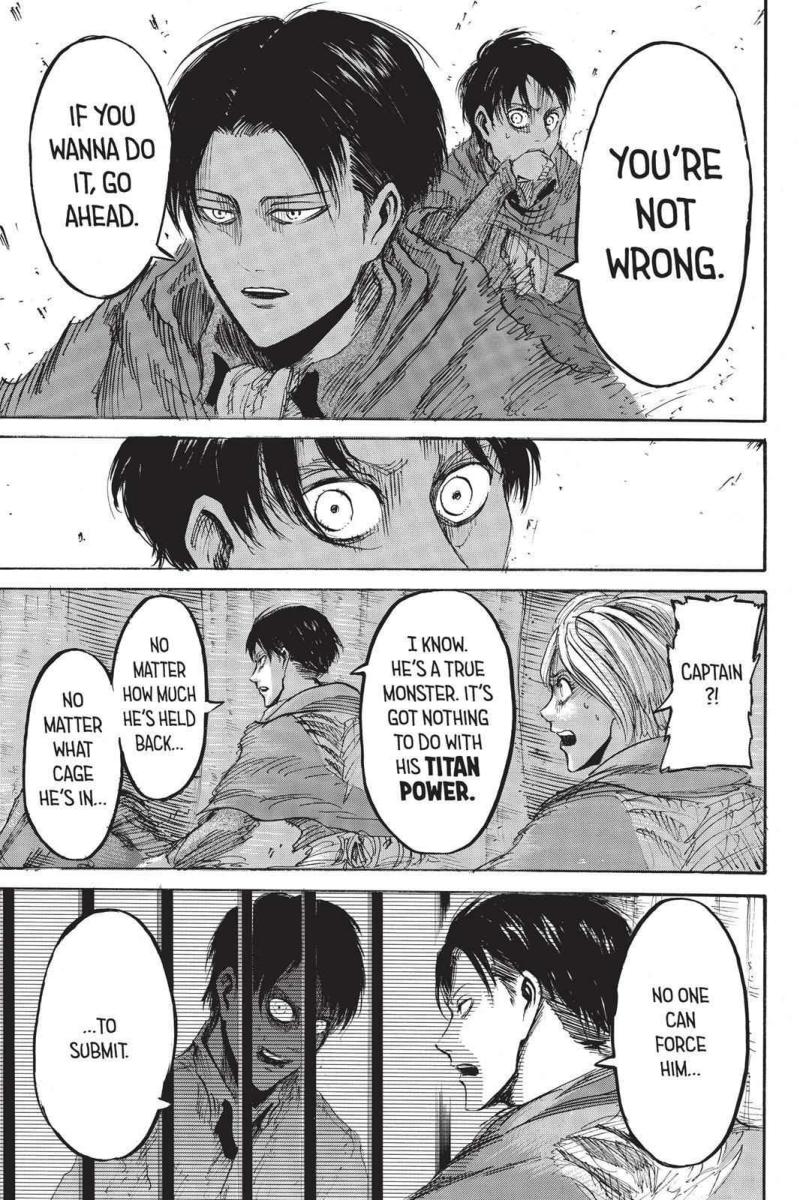 YOU'RE
NOT
WRONG.
IF YOU
WANNA DO
IT, GO
AHEAD.
CAPTAIN
?!
I KNOW.
HE'S A TRUE
MONSTER. IT'S
GOT NOTHING
TO DO WITH
HIS TITAN
POWER.
NO
MATTER
HOW MUCH
HE'S HELD
BACK...
NO
MATTER
WHAT
CAGE
HE'S IN...
NO ONE
CAN
FORCE
HIM...
...TO
SUBMIT.